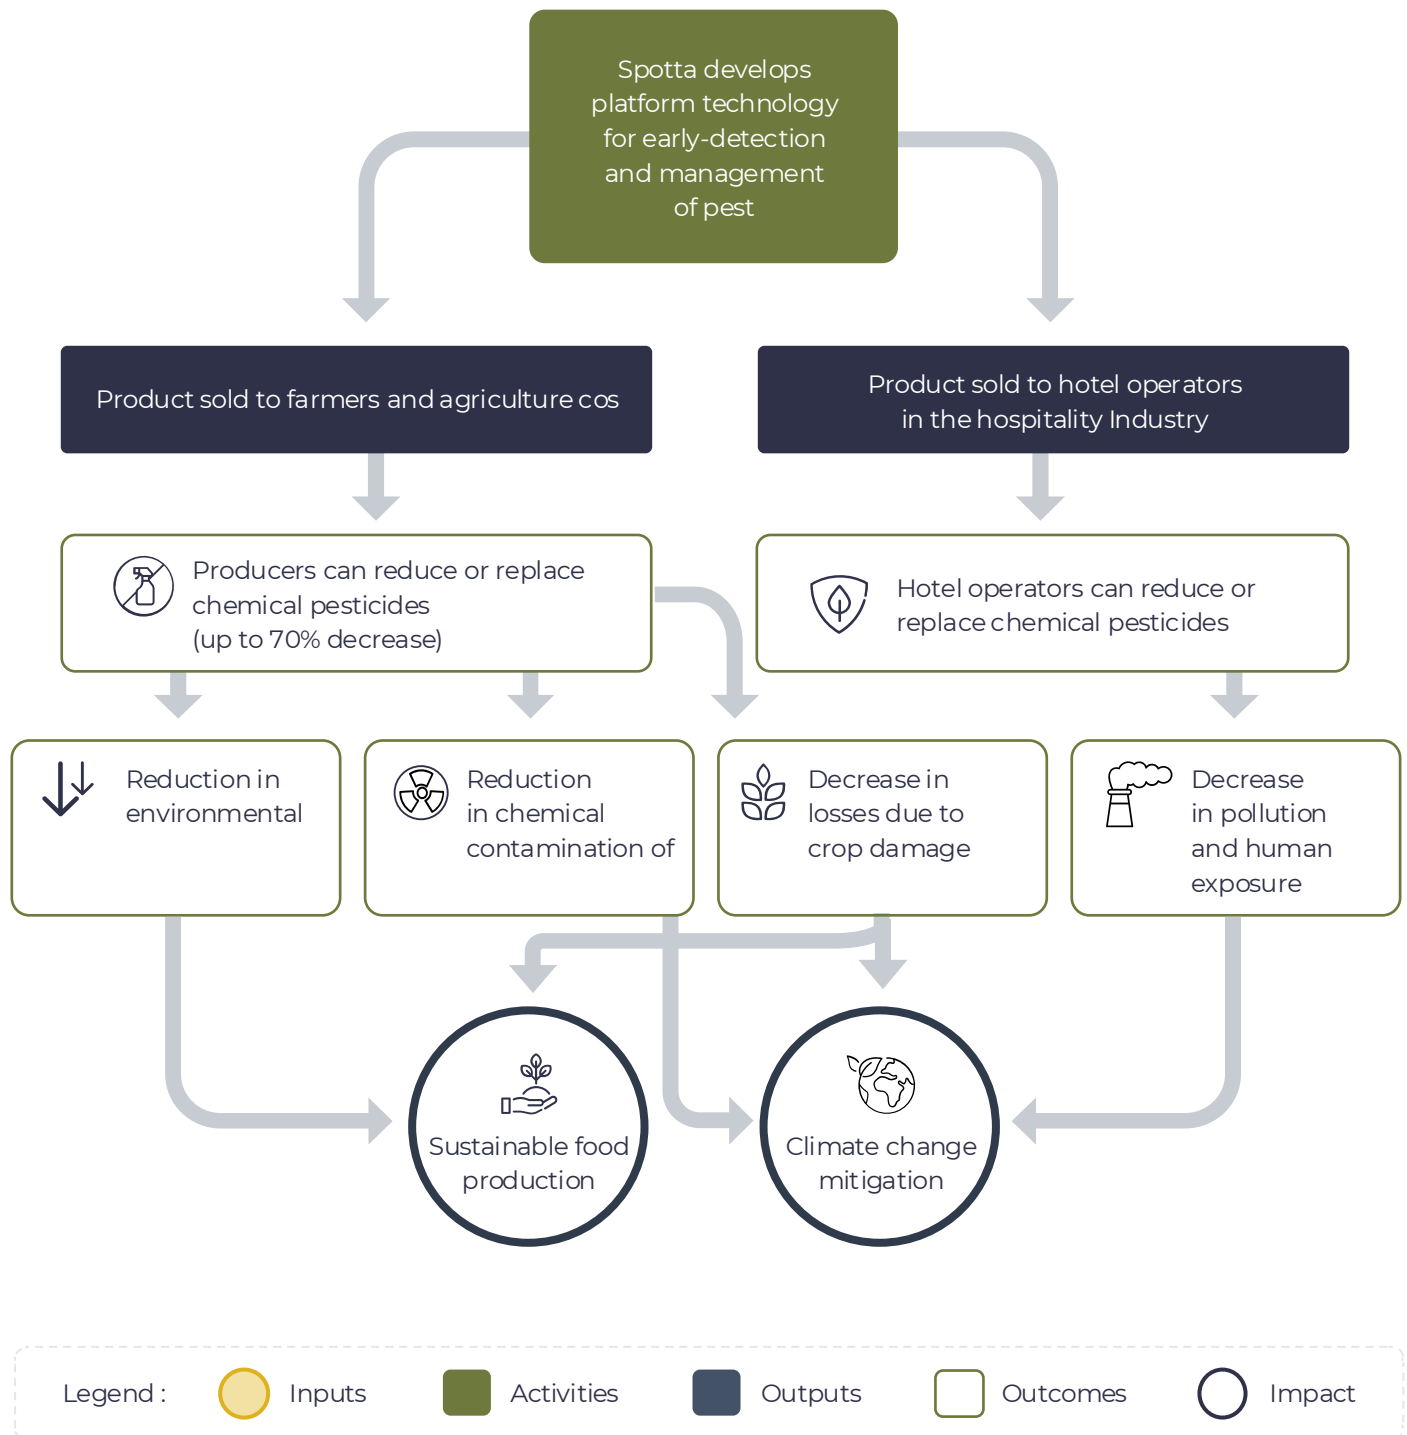 Spotta develops
platform technology
for early-detection
and management
of pest
Product sold to farmers and agriculture cos
Product sold to hotel operators
in the hospitality Industry
Producers can reduce or replace
chemical pesticides
(up to 70% decrease)
Hotel operators can reduce or
replace chemical pesticides
Reduction in
environmental
Reduction
in chemical
contamination of
Decrease in
losses due to
crop damage
Decrease
in pollution
and human
exposure
Sustainable food
production
Climate change
mitigation
Legend : Inputs Activities Outputs Outcomes Impact